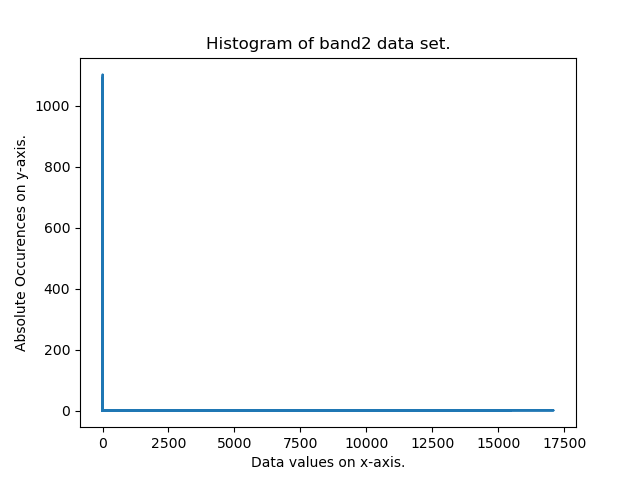 Histogram of band2 data set.
Absolute Occurences on y-axis.
1000
800
600
400
200
0
0 2500 5000 7500 10000 12500 15000 17500
Data values on x-axis.